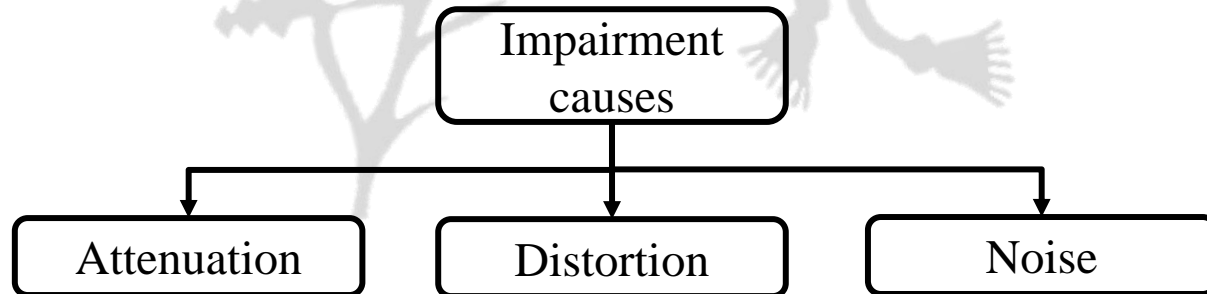 Impairment
causes
Attenuation
Distortion
Noise